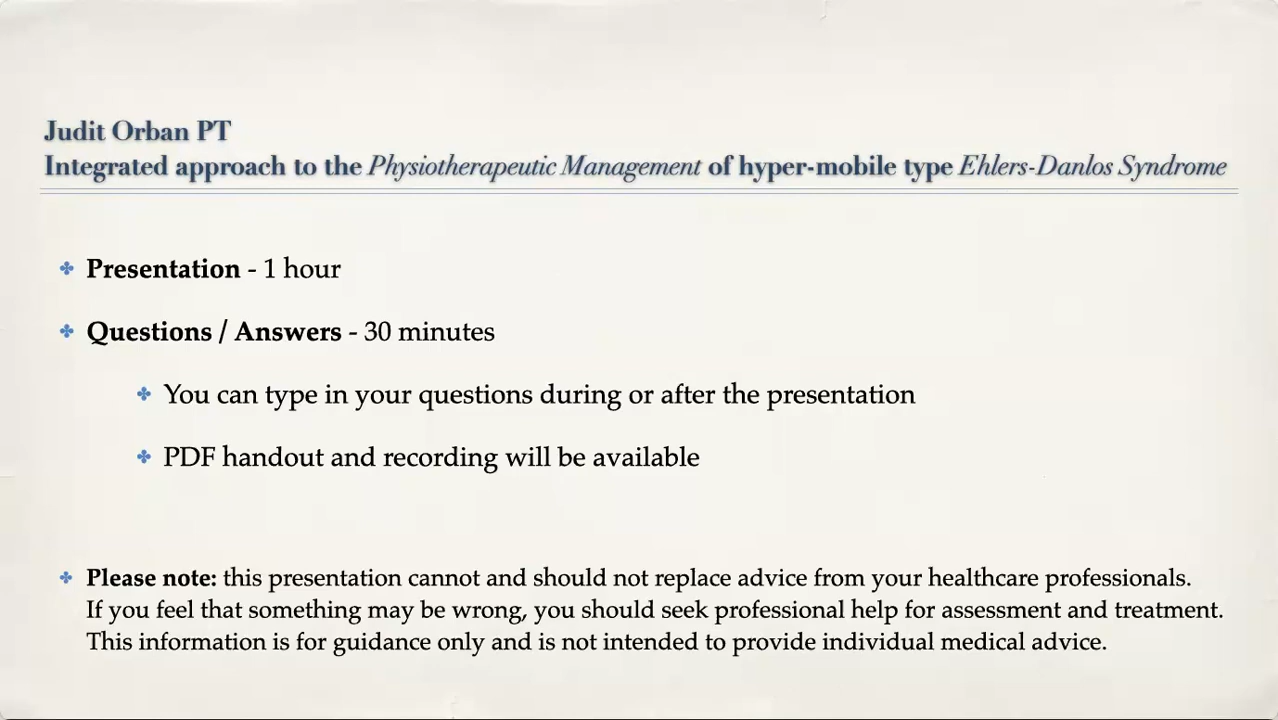 Judit Orban PT
Integrated approach to the Physiotherapeutic Management of hyper-mobile type Ehlers-Danlos Syndrome
Presentation - 1 hour
Questions / Answers - 30 minutes
You can type in your questions during or after the presentation
PDF handout and recording will be available
Please note: this presentation cannot and should not replace advice from your healthcare professionals.
If you feel that something may be wrong, you should seek professional help for assessment and treatment.
This information is for guidance only and is not intended to provide individual medical advice.